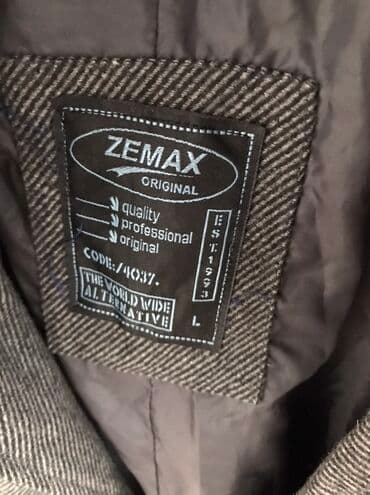 ZEMAX
ORIGINAL
quality
professional
original
EST.1993
CODE:/4037.
THE WORLD WIDE
ALTERNATIVE
L